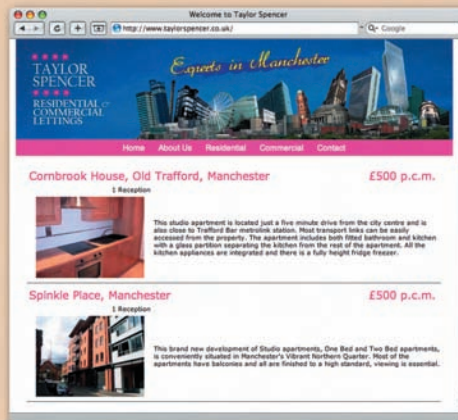 Welcome to Taylor Spencer
http://www.taylorspencer.co.uk/
Google
TAYLOR
SPENCER
RESIDENTIAL &
COMMERCIAL
LETTINGS
Experts in Manchester
Home About Us Residential Commercial Contact
Cornbrook House, Old Trafford, Manchester £500 p.c.m.
1 Reception
This studio apartment is located just a five minute drive from the city centre and is
also close to Trafford Bar metrolink station. Most transport links can be easily
accessed from the property. The apartment includes both fitted bathroom and kitchen
with a glass partition seperating the kitchen from the rest of the apartment. All the
kitchen appliances are integrated and there is a fully height fridge freezer.
Spinkle Place, Manchester £500 p.c.m.
1 Reception
This brand new development of Studio apartments, One Bed and Two Bed apartments,
is conveniently situated in Manchester's Vibrant Northern Quarter. Most of the
apartments have balconies and all are finished to a high standard, viewing is essential.